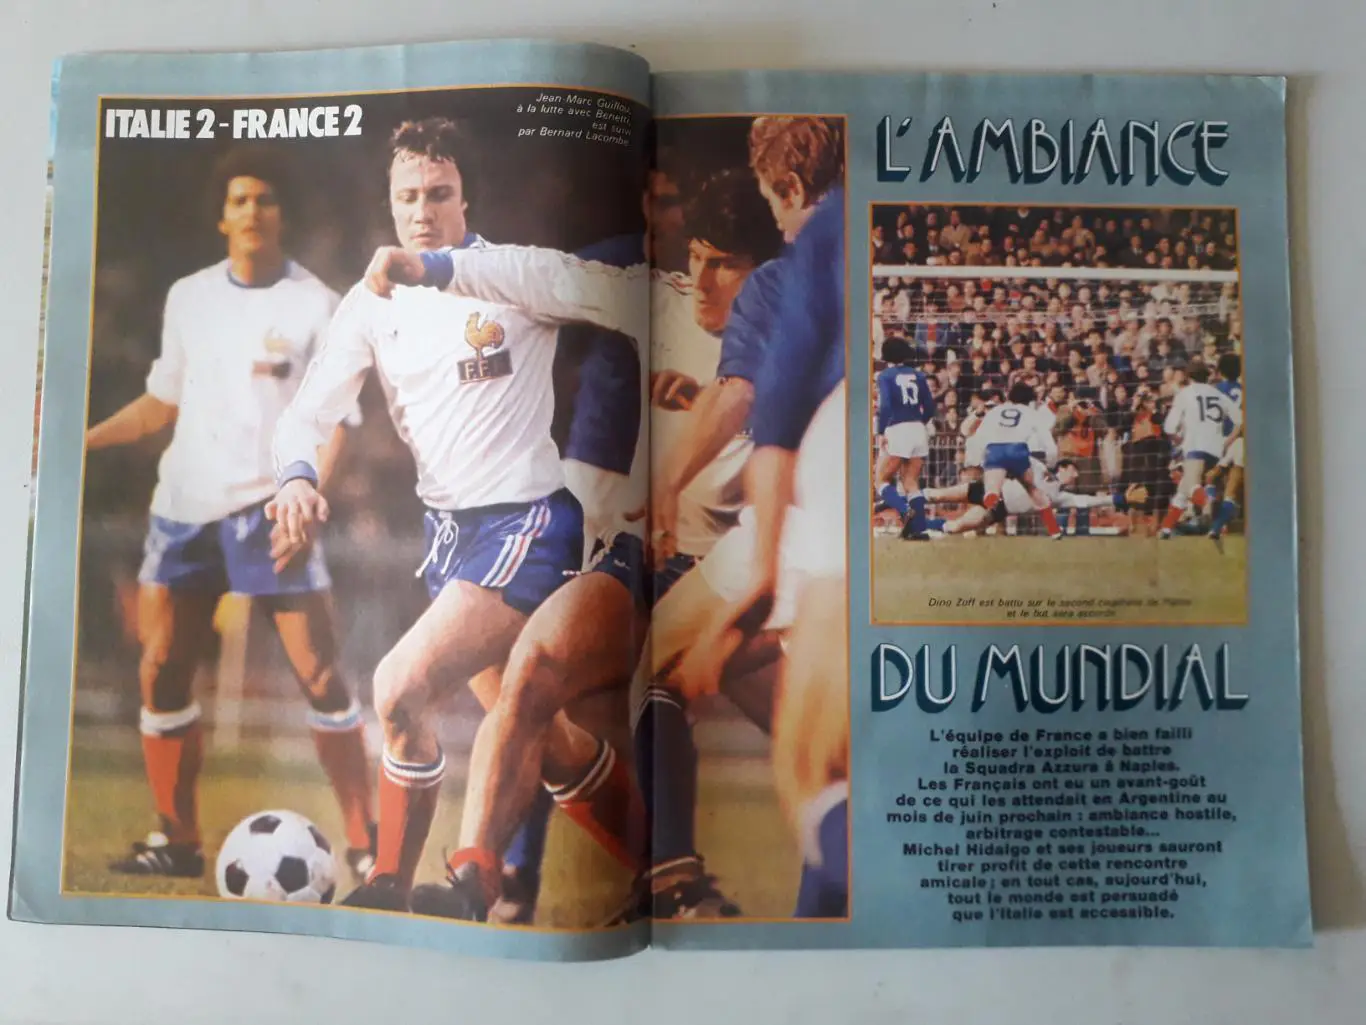 ITALIE 2 - FRANCE 2
Jean-Marc Guillou,
à la lutte avec Benetti,
est suivi
par Bernard Lacombe
F.F.
L'AMBIANCE
15
9
15
Dino Zoff est battu sur le second coup franc de Platini
et le but sera accordé
DU MUNDIAL
L'équipe de France a bien failli
réaliser l'exploit de battre
la Squadra Azzura à Naples.
Les Français ont eu un avant-goût
de ce qui les attendait en Argentine au
mois de juin prochain : ambiance hostile,
arbitrage contestable...
Michel Hidalgo et ses joueurs sauront
tirer profit de cette rencontre
amicale ; en tout cas, aujourd'hui,
tout le monde est persuadé
que l'Italie est accessible.